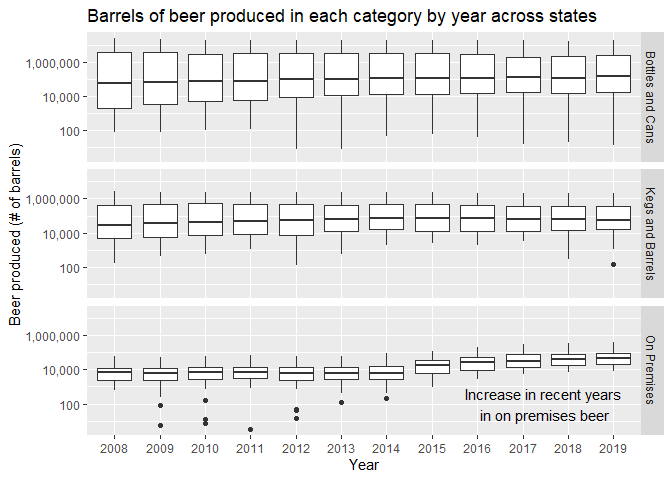 Barrels of beer produced in each category by year across states
Beer produced (# of barrels)
1,000,000
10,000
100
Bottles and Cans
1,000,000
10,000
100
Kegs and Barrels
1,000,000
10,000
100
On Premises
Increase in recent years
in on premises beer
2008 2009 2010 2011 2012 2013 2014 2015 2016 2017 2018 2019
Year